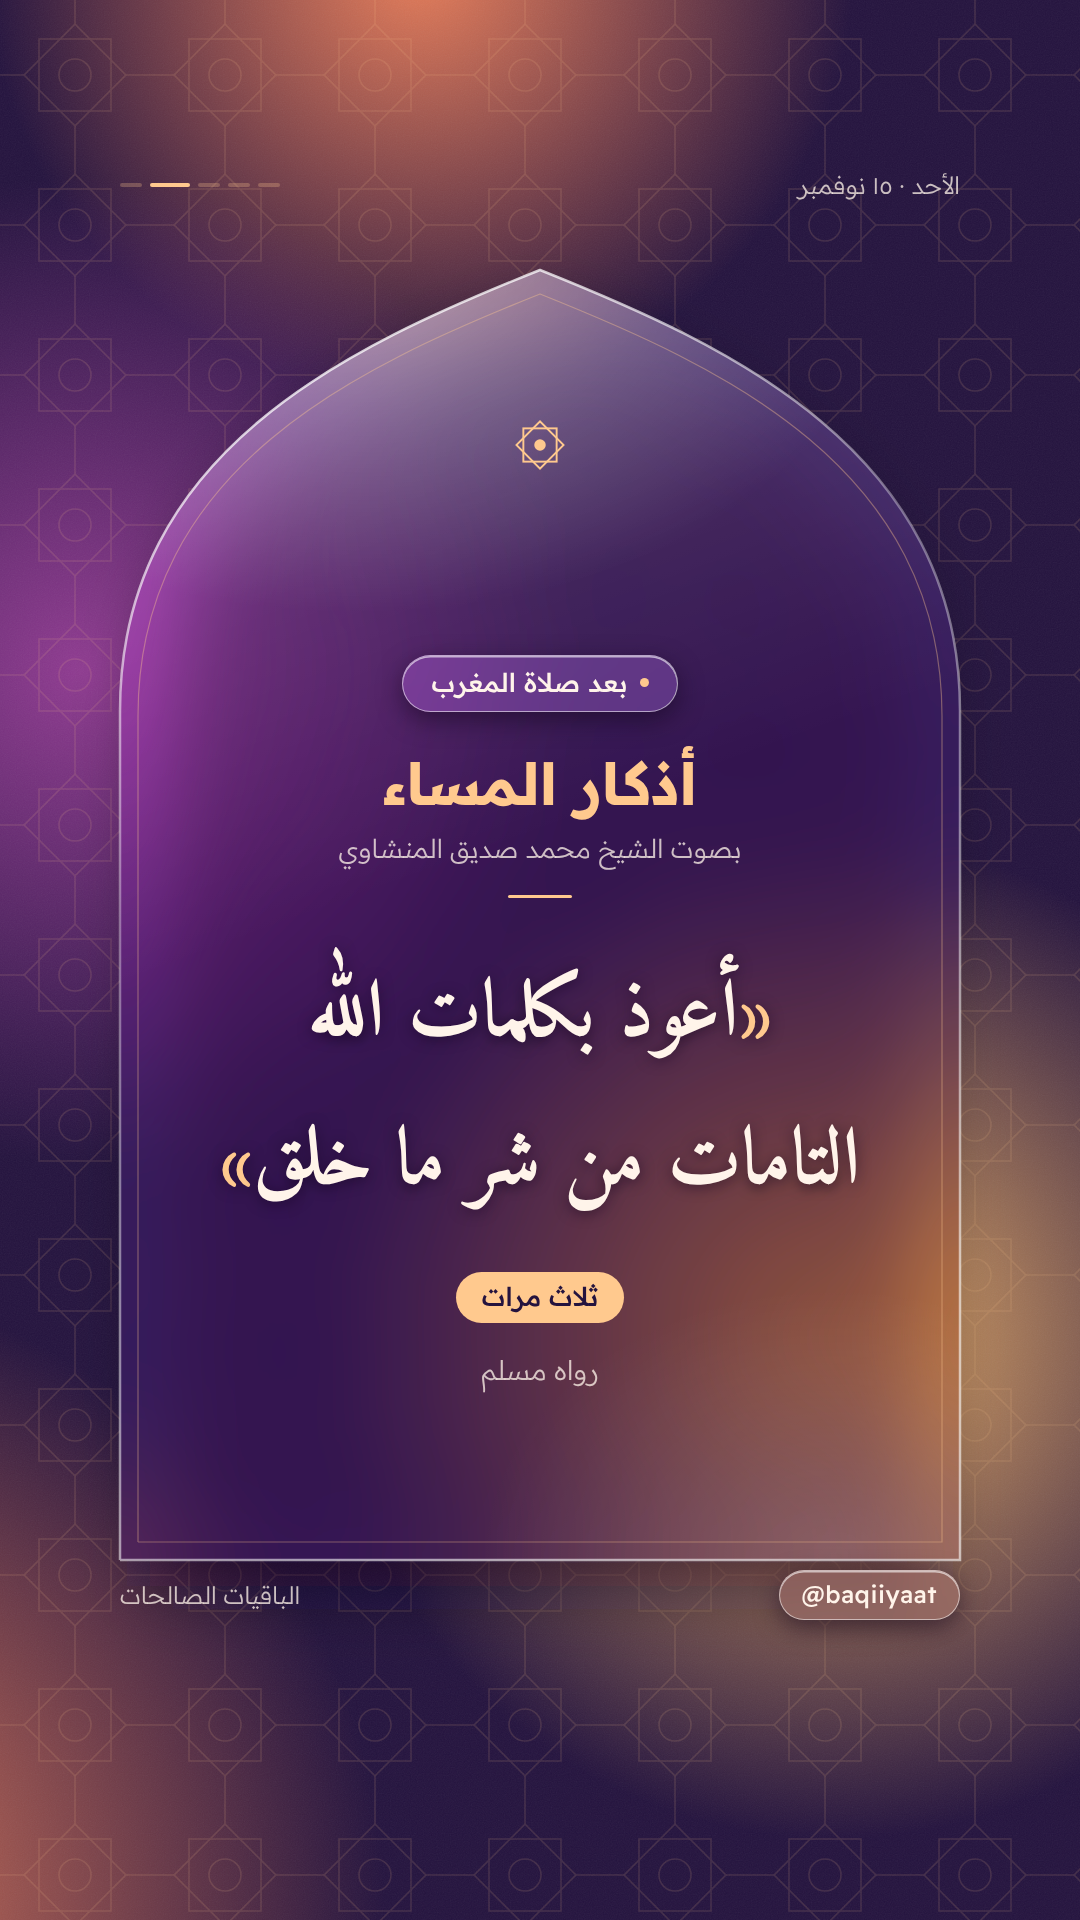 الأحد · ١٥ نوفمبر
بعد صلاة المغرب
أذكار المساء
بصوت الشيخ محمد صديق المنشاوي
«أعوذ بكلمات الله
التامات من شر ما خلق»
ثلاث مرات
رواه مسلم
@baqiiyaat
الباقيات الصالحات